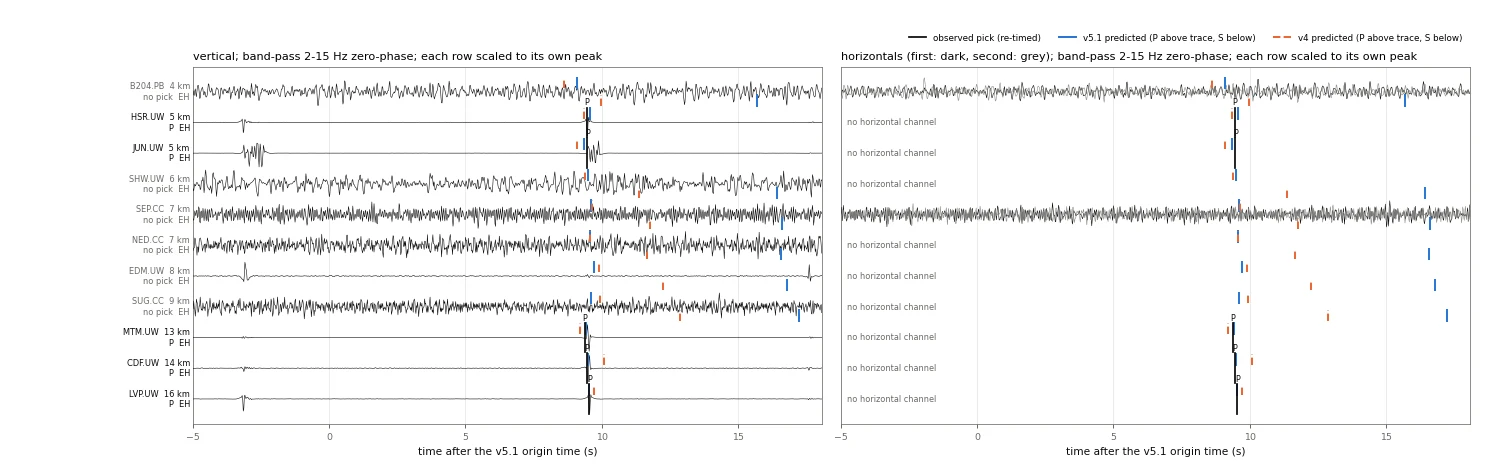 observed pick (re-timed)
v5.1 predicted (P above trace, S below)
v4 predicted (P above trace, S below)
vertical; band-pass 2-15 Hz zero-phase; each row scaled to its own peak
horizontals (first: dark, second: grey); band-pass 2-15 Hz zero-phase; each row scaled to its own peak
B204.PB 4 km
no pick EH
P
P
HSR.UW 5 km
P EH
no horizontal channel
P
P
JUN.UW 5 km
P EH
no horizontal channel
SHW.UW 6 km
no pick EH
no horizontal channel
SEP.CC 7 km
no pick EH
NED.CC 7 km
no pick EH
no horizontal channel
EDM.UW 8 km
no pick EH
no horizontal channel
SUG.CC 9 km
no pick EH
no horizontal channel
P
P
MTM.UW 13 km
P EH
no horizontal channel
P
P
CDF.UW 14 km
P EH
no horizontal channel
P
P
LVP.UW 16 km
P EH
no horizontal channel
−5 0 5 10 15
−5 0 5 10 15
time after the v5.1 origin time (s)
time after the v5.1 origin time (s)